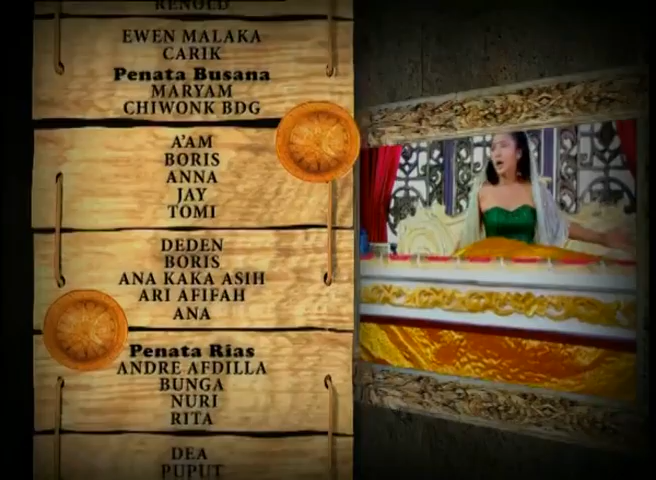 RENOLD
EWEN MALAKA
CARIK
Penata Busana
MARYAM
CHIWONK BDG
A'AM
BORIS
ANNA
JAY
TOMI
DEDEN
BORIS
ANA KAKA ASIH
ARI AFIFAH
ANA
Penata Rias
ANDRE AFDILLA
BUNGA
NURI
RITA
DEA
PUPUT